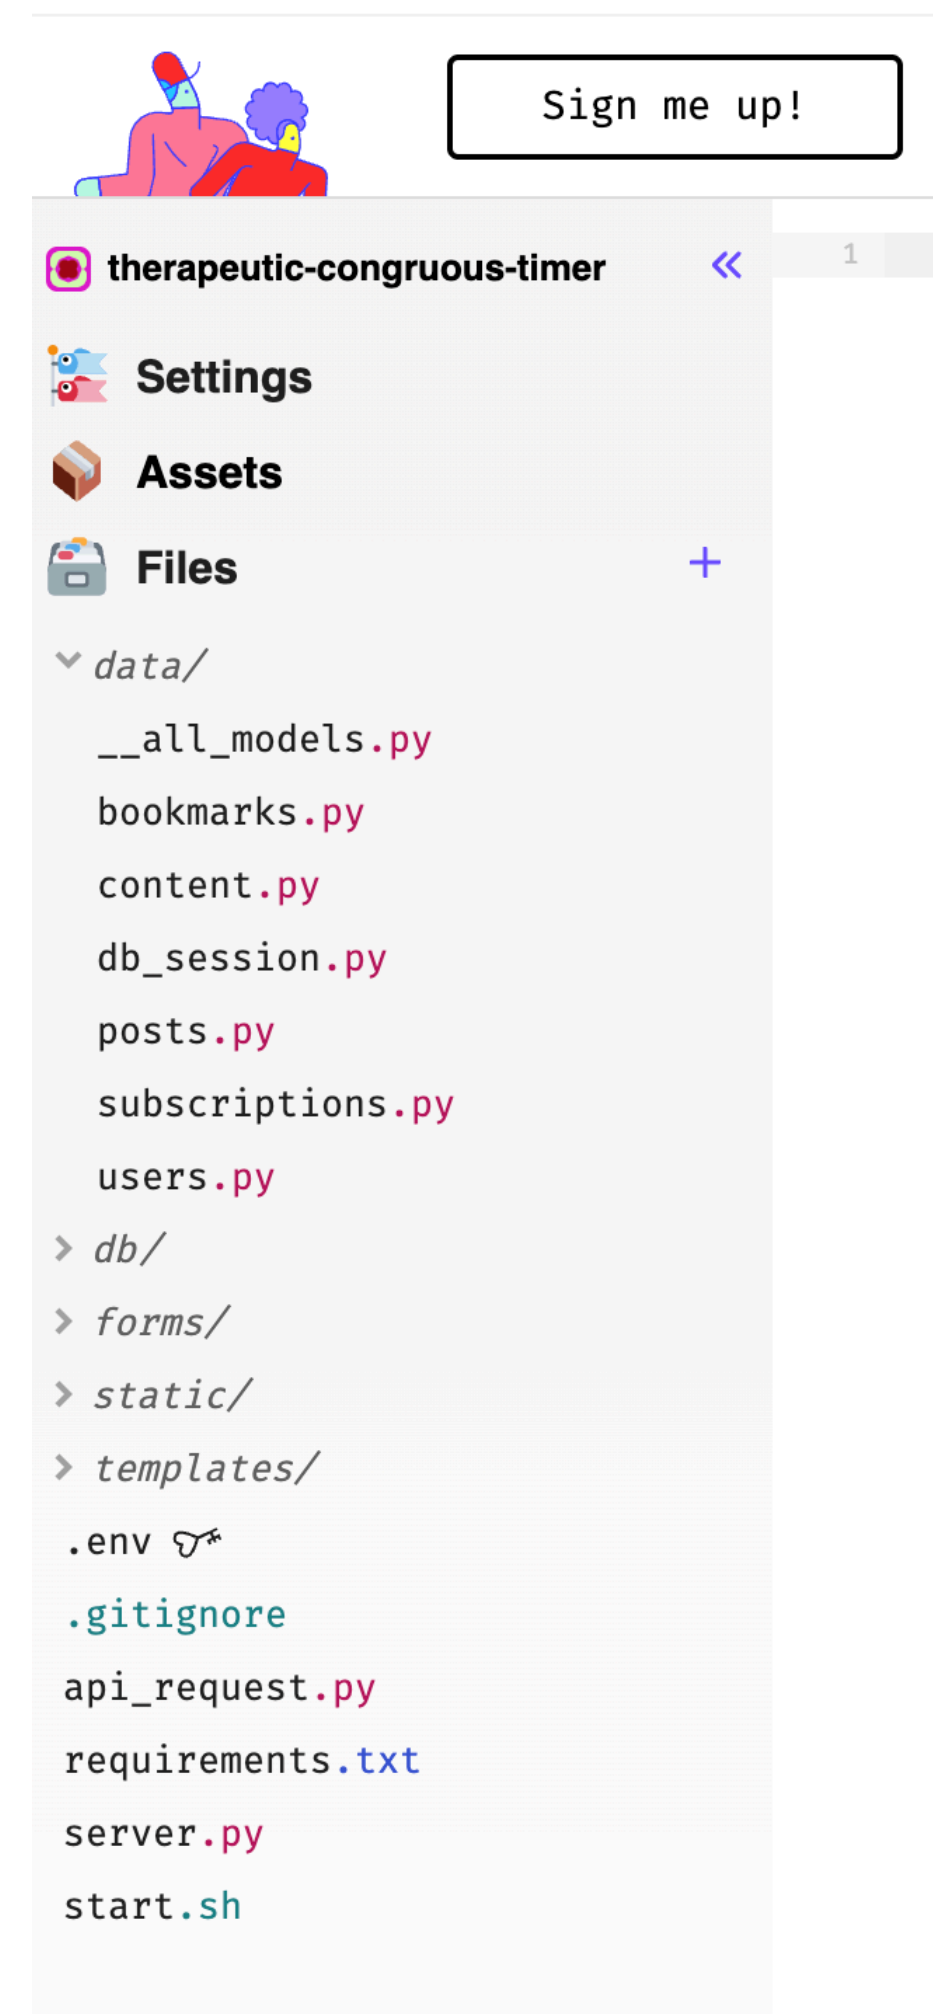 Sign me up!
therapeutic-congruous-timer «
1
Settings
Assets
Files +
data/
__all_models.py
bookmarks.py
content.py
db_session.py
posts.py
subscriptions.py
users.py
db/
forms/
static/
templates/
.env
.gitignore
api_request.py
requirements.txt
server.py
start.sh